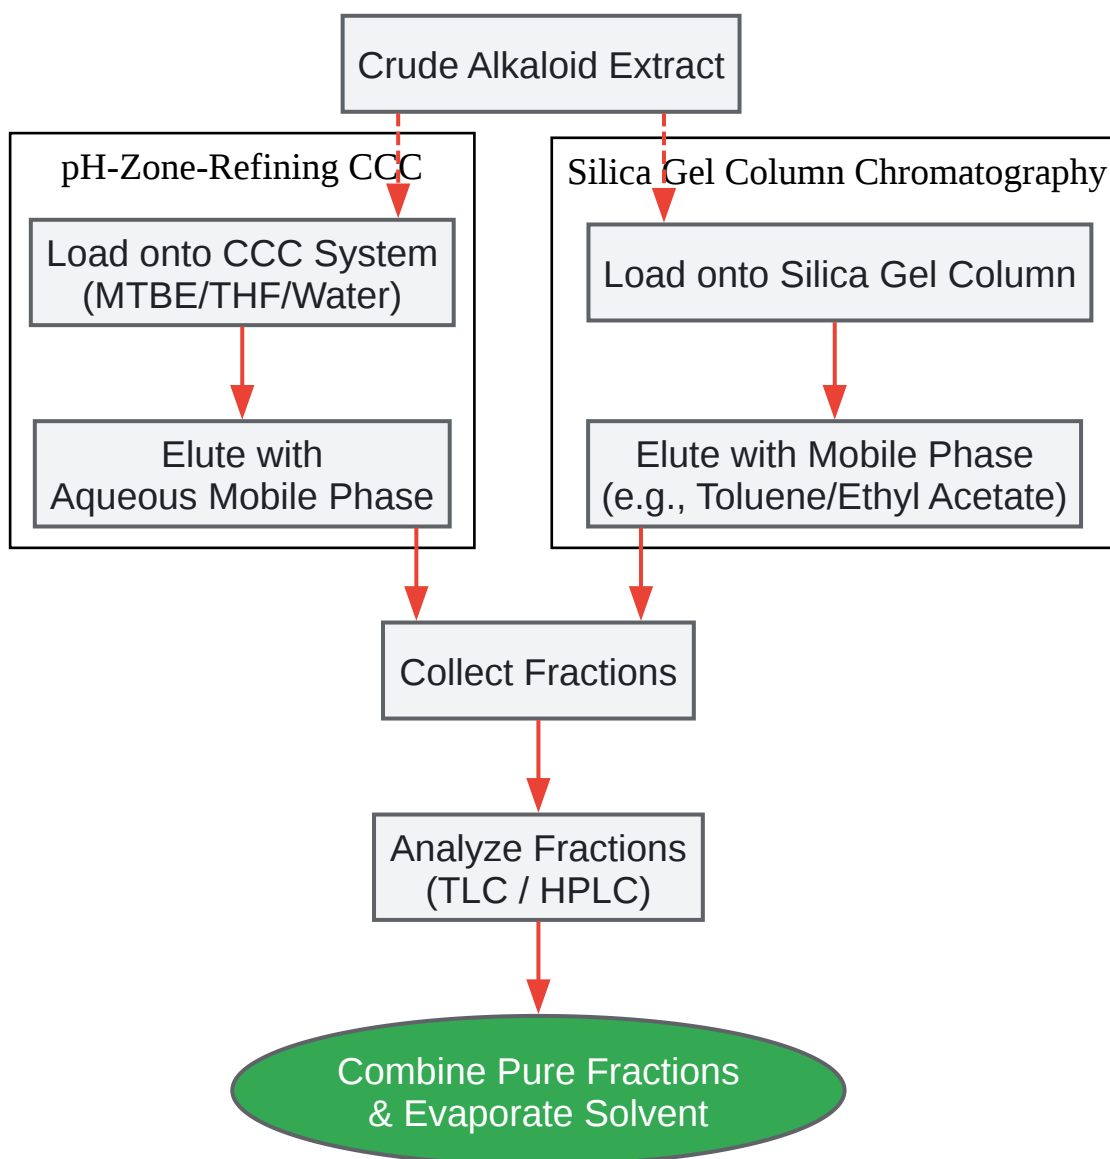 Crude Alkaloid Extract
pH-Zone-Refining CCC
Load onto CCC System
(MTBE/THF/Water)
Elute with
Aqueous Mobile Phase
Silica Gel Column Chromatography
Load onto Silica Gel Column
Elute with Mobile Phase
(e.g., Toluene/Ethyl Acetate)
Collect Fractions
Analyze Fractions
(TLC / HPLC)
Combine Pure Fractions
& Evaporate Solvent